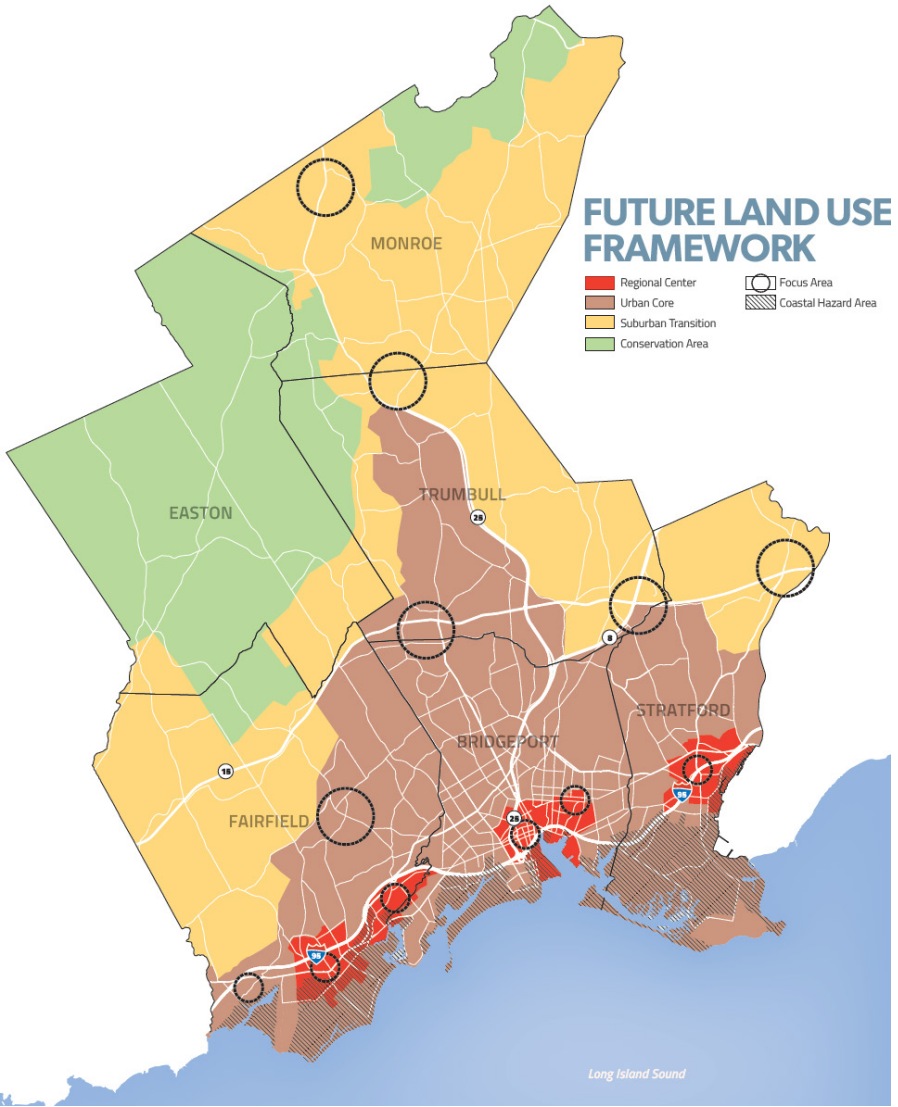 FUTURE LAND USE
FRAMEWORK
Regional Center
Focus Area
Urban Core
Coastal Hazard Area
Suburban Transition
Conservation Area
MONROE
EASTON
TRUMBULL
25
8
STRATFORD
BRIDGEPORT
15
95
FAIRFIELD
25
95
Long Island Sound